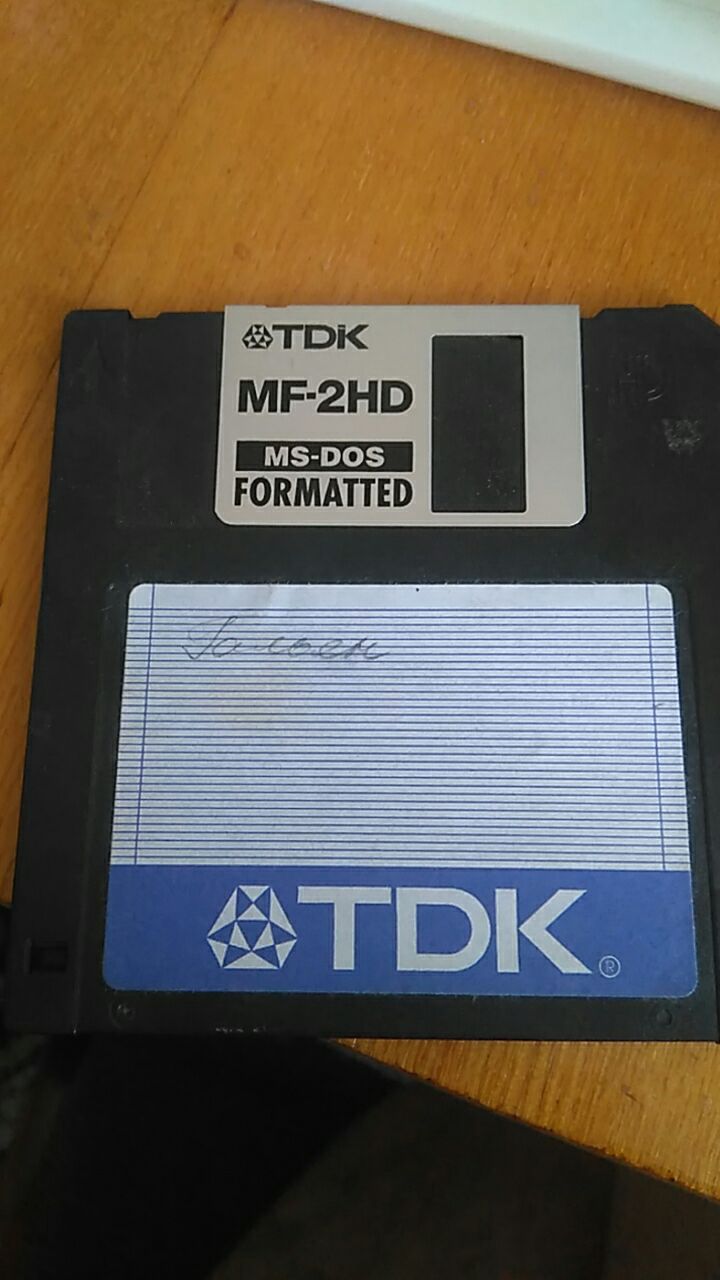 TDK
MF-2HD
MS-DOS
FORMATTED
TDK®